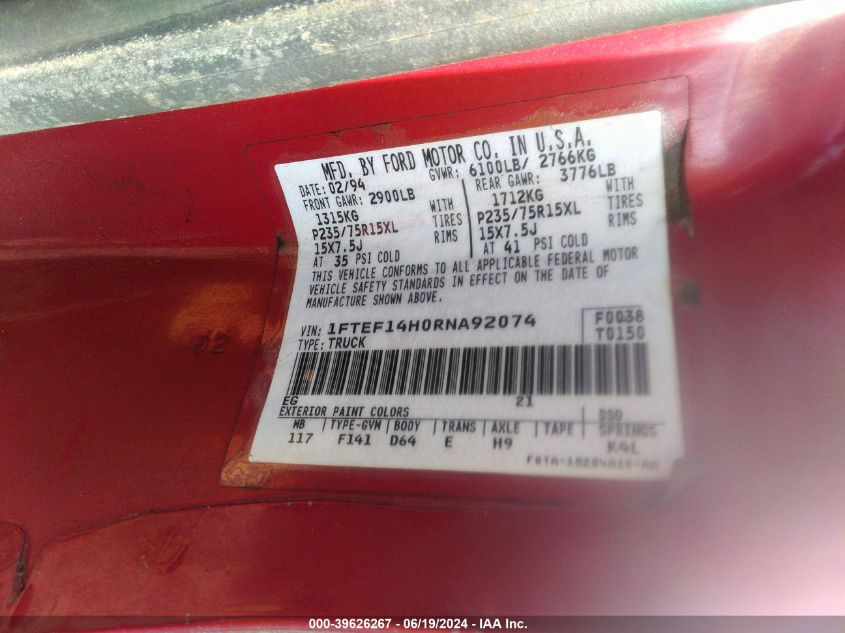 MFD. BY FORD MOTOR CO. IN U.S.A.
DATE: 02/94 GVWR: 6100LB/ 2766KG
FRONT GAWR: 2900LB REAR GAWR: 3776LB
1315KG WITH 1712KG WITH
P235/75R15XL TIRES P235/75R15XL TIRES
15X7.5J RIMS 15X7.5J RIMS
AT 35 PSI COLD AT 41 PSI COLD
THIS VEHICLE CONFORMS TO ALL APPLICABLE FEDERAL MOTOR
VEHICLE SAFETY STANDARDS IN EFFECT ON THE DATE OF
MANUFACTURE SHOWN ABOVE.
VIN: 1FTEF14H0RNA92074 F0038
TYPE: TRUCK T0150
EG 21
EXTERIOR PAINT COLORS DSO
WB TYPE-GVW BODY TRANS AXLE TAPE SPRINGS
117 F141 D64 E H9 K4L
02
000-39626267 - 06/19/2024 - IAA Inc.